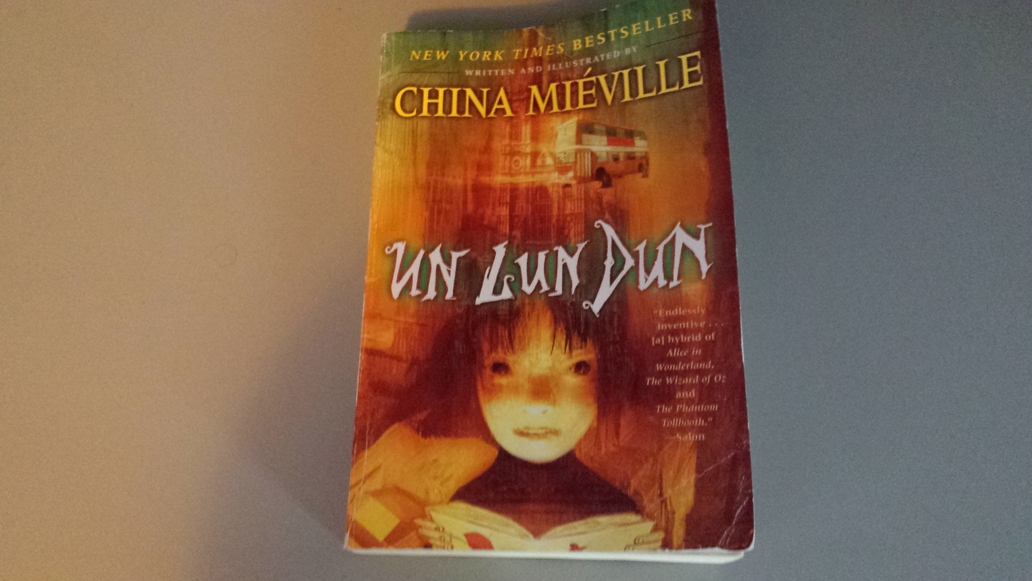 NEW YORK TIMES BESTSELLER
WRITTEN AND ILLUSTRATED BY
CHINA MIÉVILLE
UN LUN DUN
"Endlessly
inventive . . .
[a] hybrid of
Alice in
Wonderland,
The Wizard of Oz
and
The Phantom
Tollbooth."
—Salon